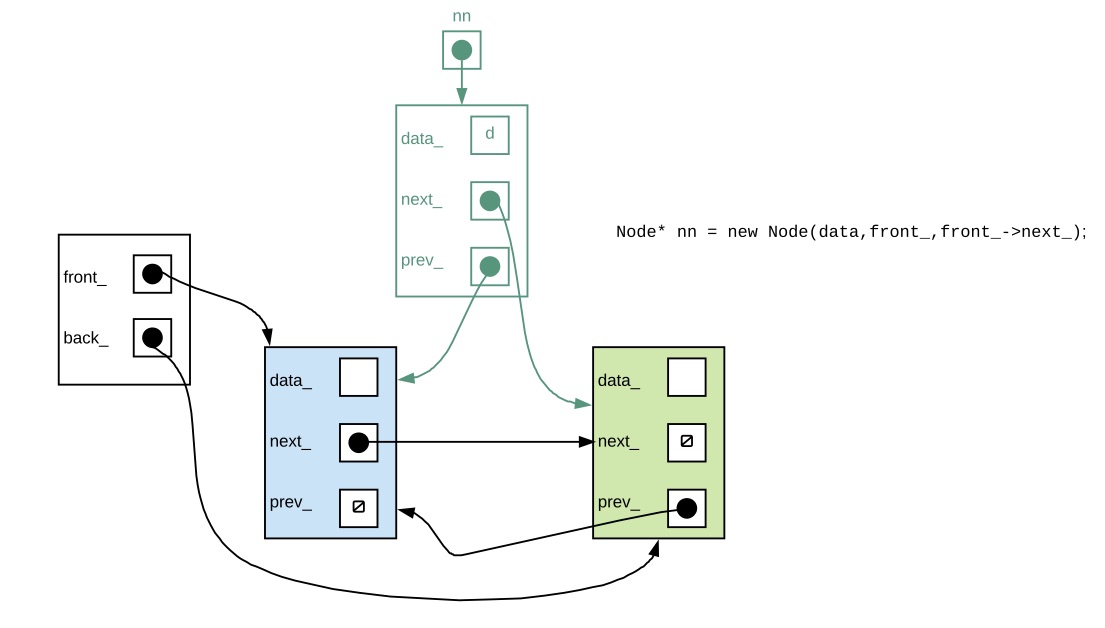 nn
data_ d
next_
prev_
Node* nn = new Node(data,front_,front_->next_);
front_
back_
data_
next_
prev_
data_
next_
prev_